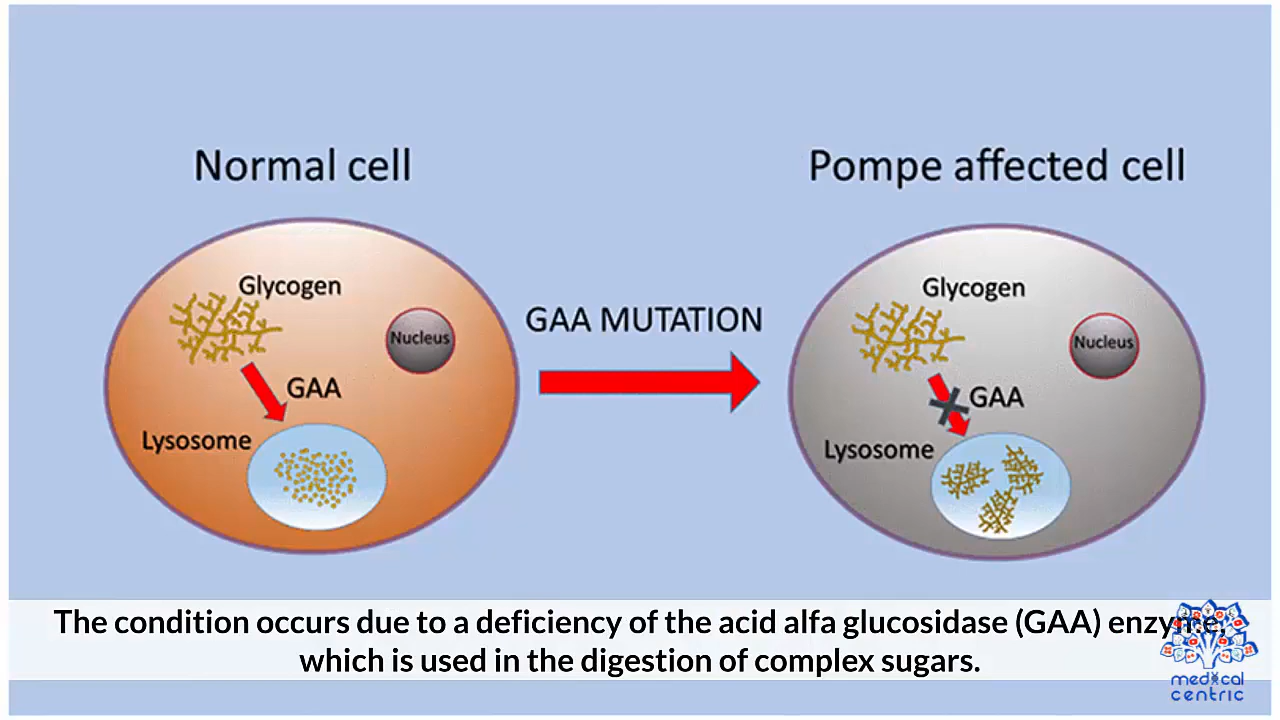 Normal cell
Pompe affected cell
Glycogen
Nucleus
GAA
Lysosome
GAA MUTATION
Glycogen
Nucleus
GAA
Lysosome
The condition occurs due to a deficiency of the acid alfa glucosidase (GAA) enzyme,
which is used in the digestion of complex sugars.
medical
centric